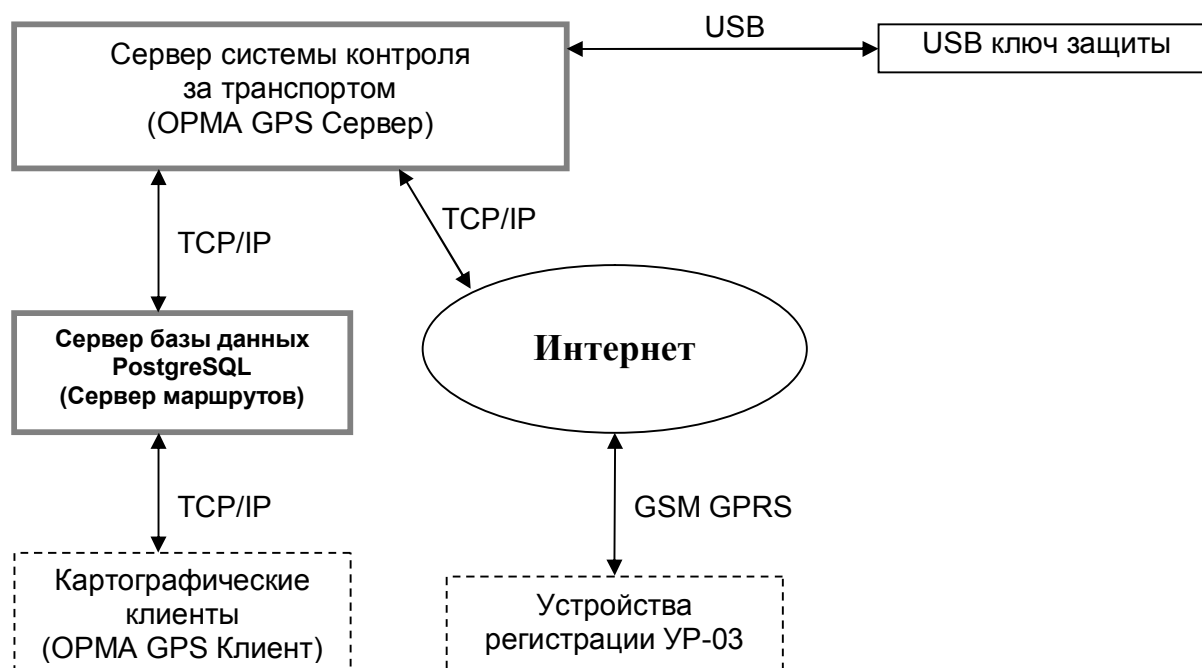 Сервер системы контроля
за транспортом
(ОРМА GPS Сервер)
USB
USB ключ защиты
TCP/IP
TCP/IP
Сервер базы данных
PostgreSQL
(Сервер маршрутов)
Интернет
TCP/IP
GSM GPRS
Картографические
клиенты
(ОРМА GPS Клиент)
Устройства
регистрации УР-03